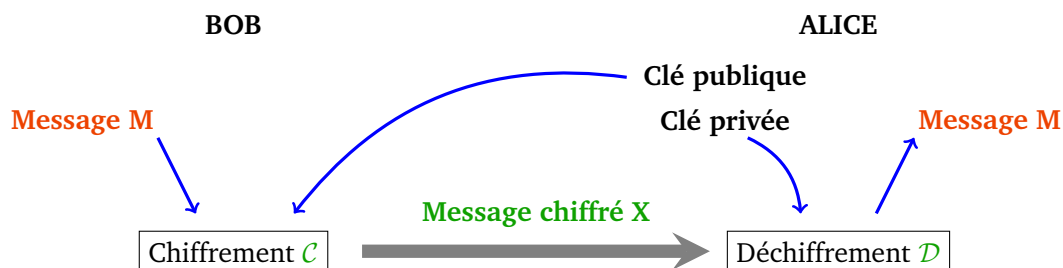 BOB
ALICE
Clé publique
Message M
Clé privée
Message M
Message chiffré X
Chiffrement 𝒞
Déchiffrement 𝒟